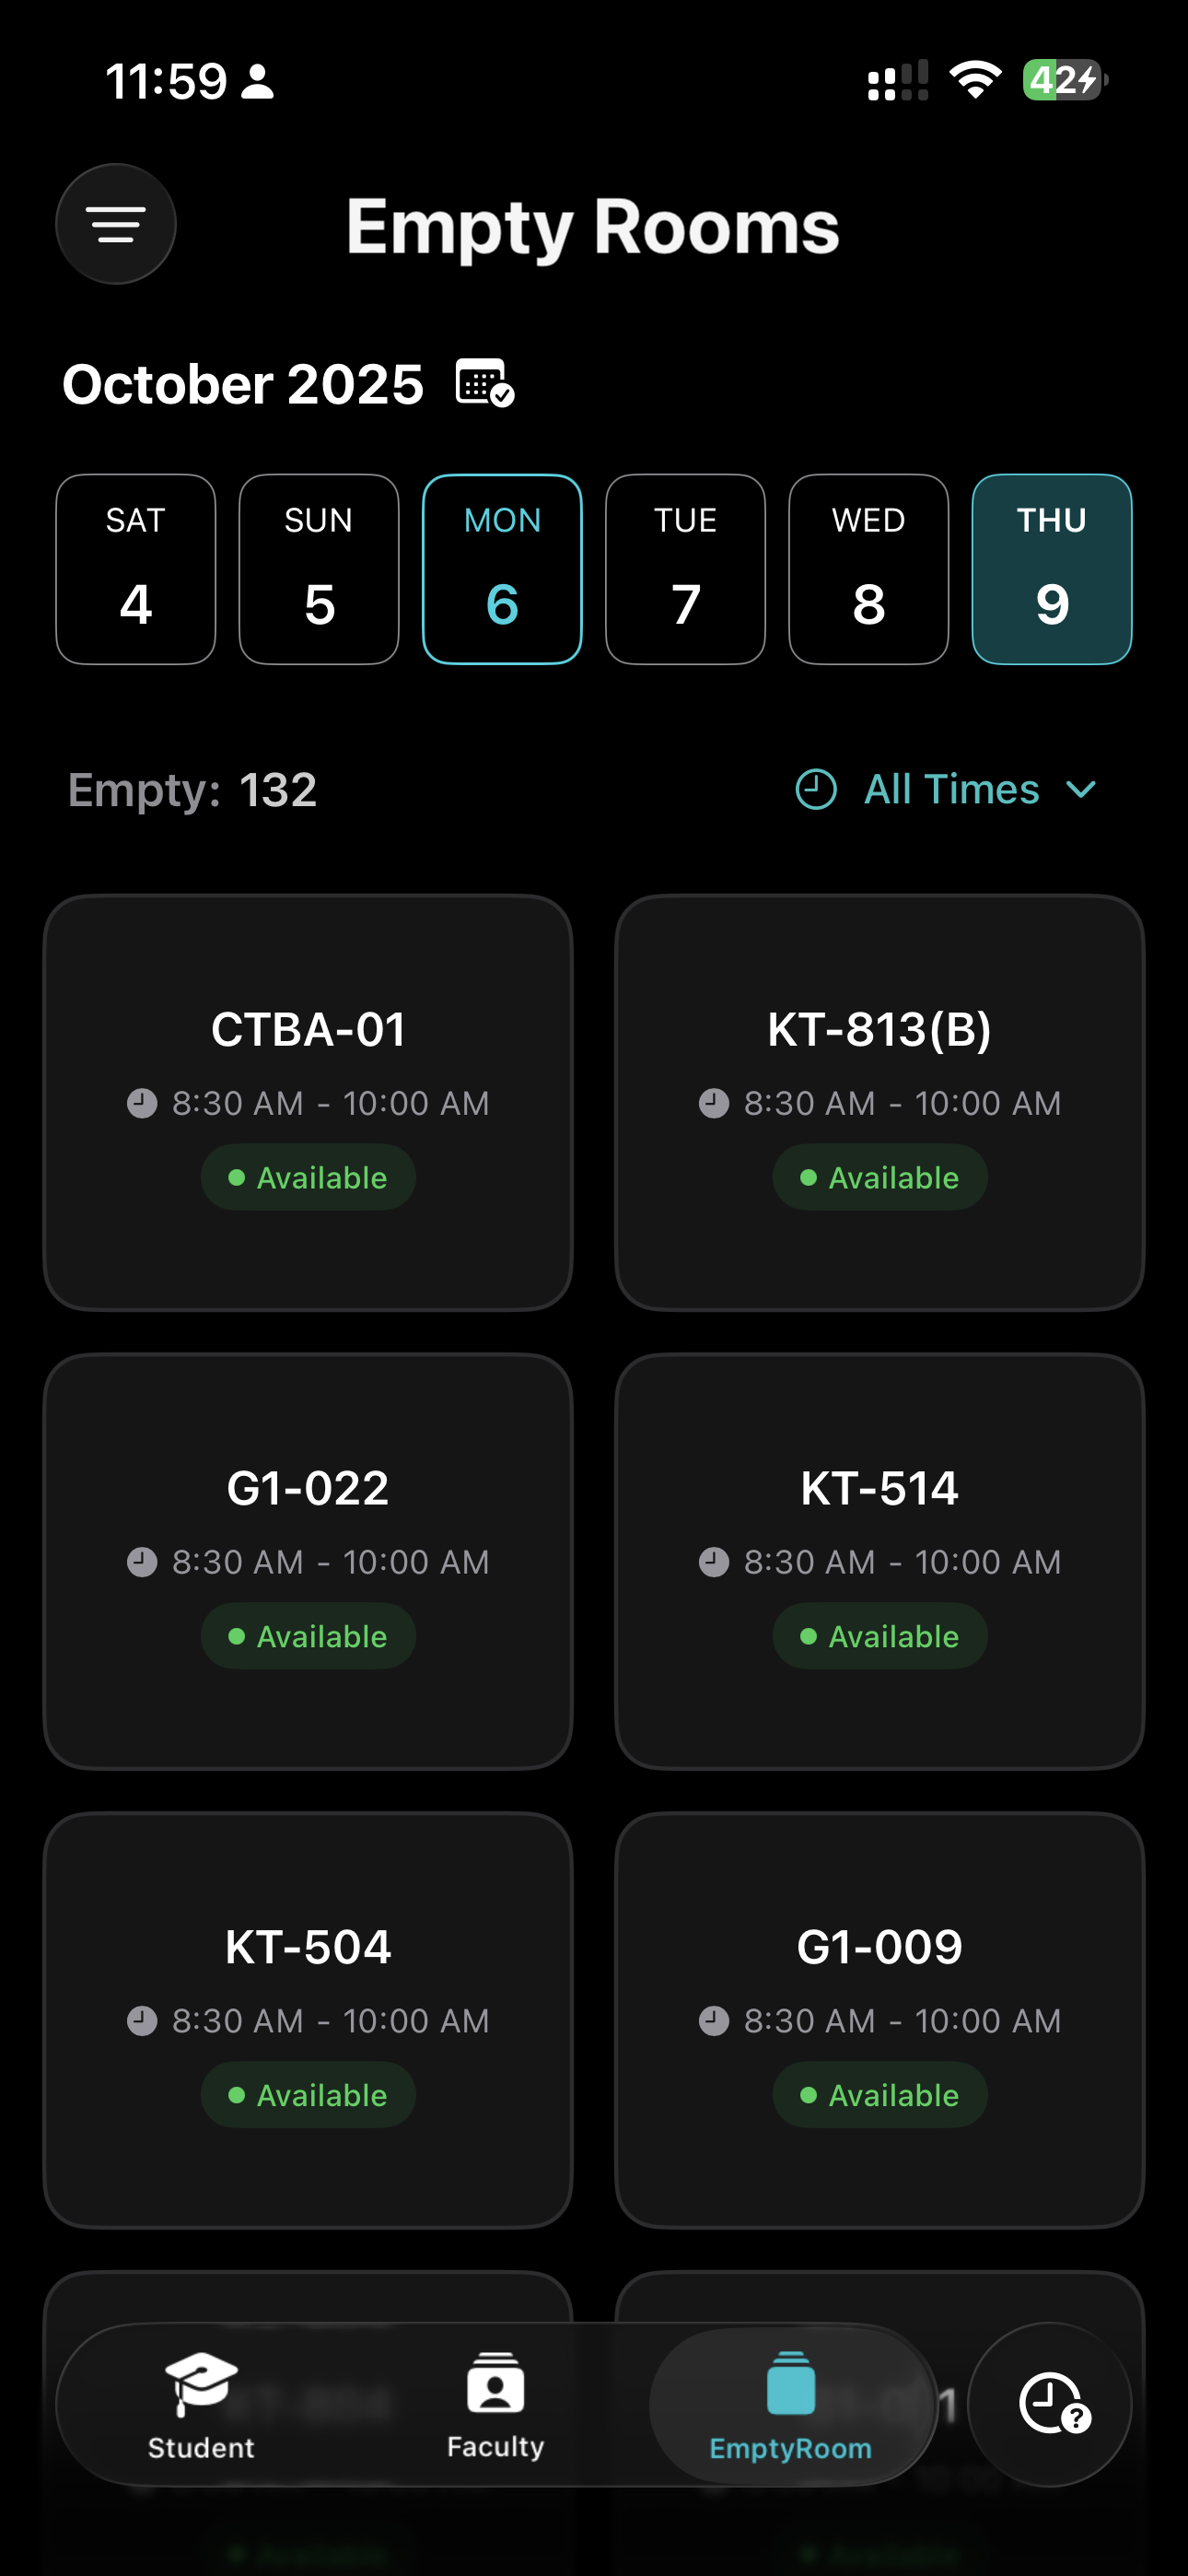 11:59
42
Empty Rooms
October 2025
SAT SUN MON TUE WED THU
4 5 6 7 8 9
Empty: 132
All Times
CTBA-01 KT-813(B)
8:30 AM - 10:00 AM 8:30 AM - 10:00 AM
Available Available
G1-022 KT-514
8:30 AM - 10:00 AM 8:30 AM - 10:00 AM
Available Available
KT-504 G1-009
8:30 AM - 10:00 AM 8:30 AM - 10:00 AM
Available Available
Student Faculty EmptyRoom
Available Available